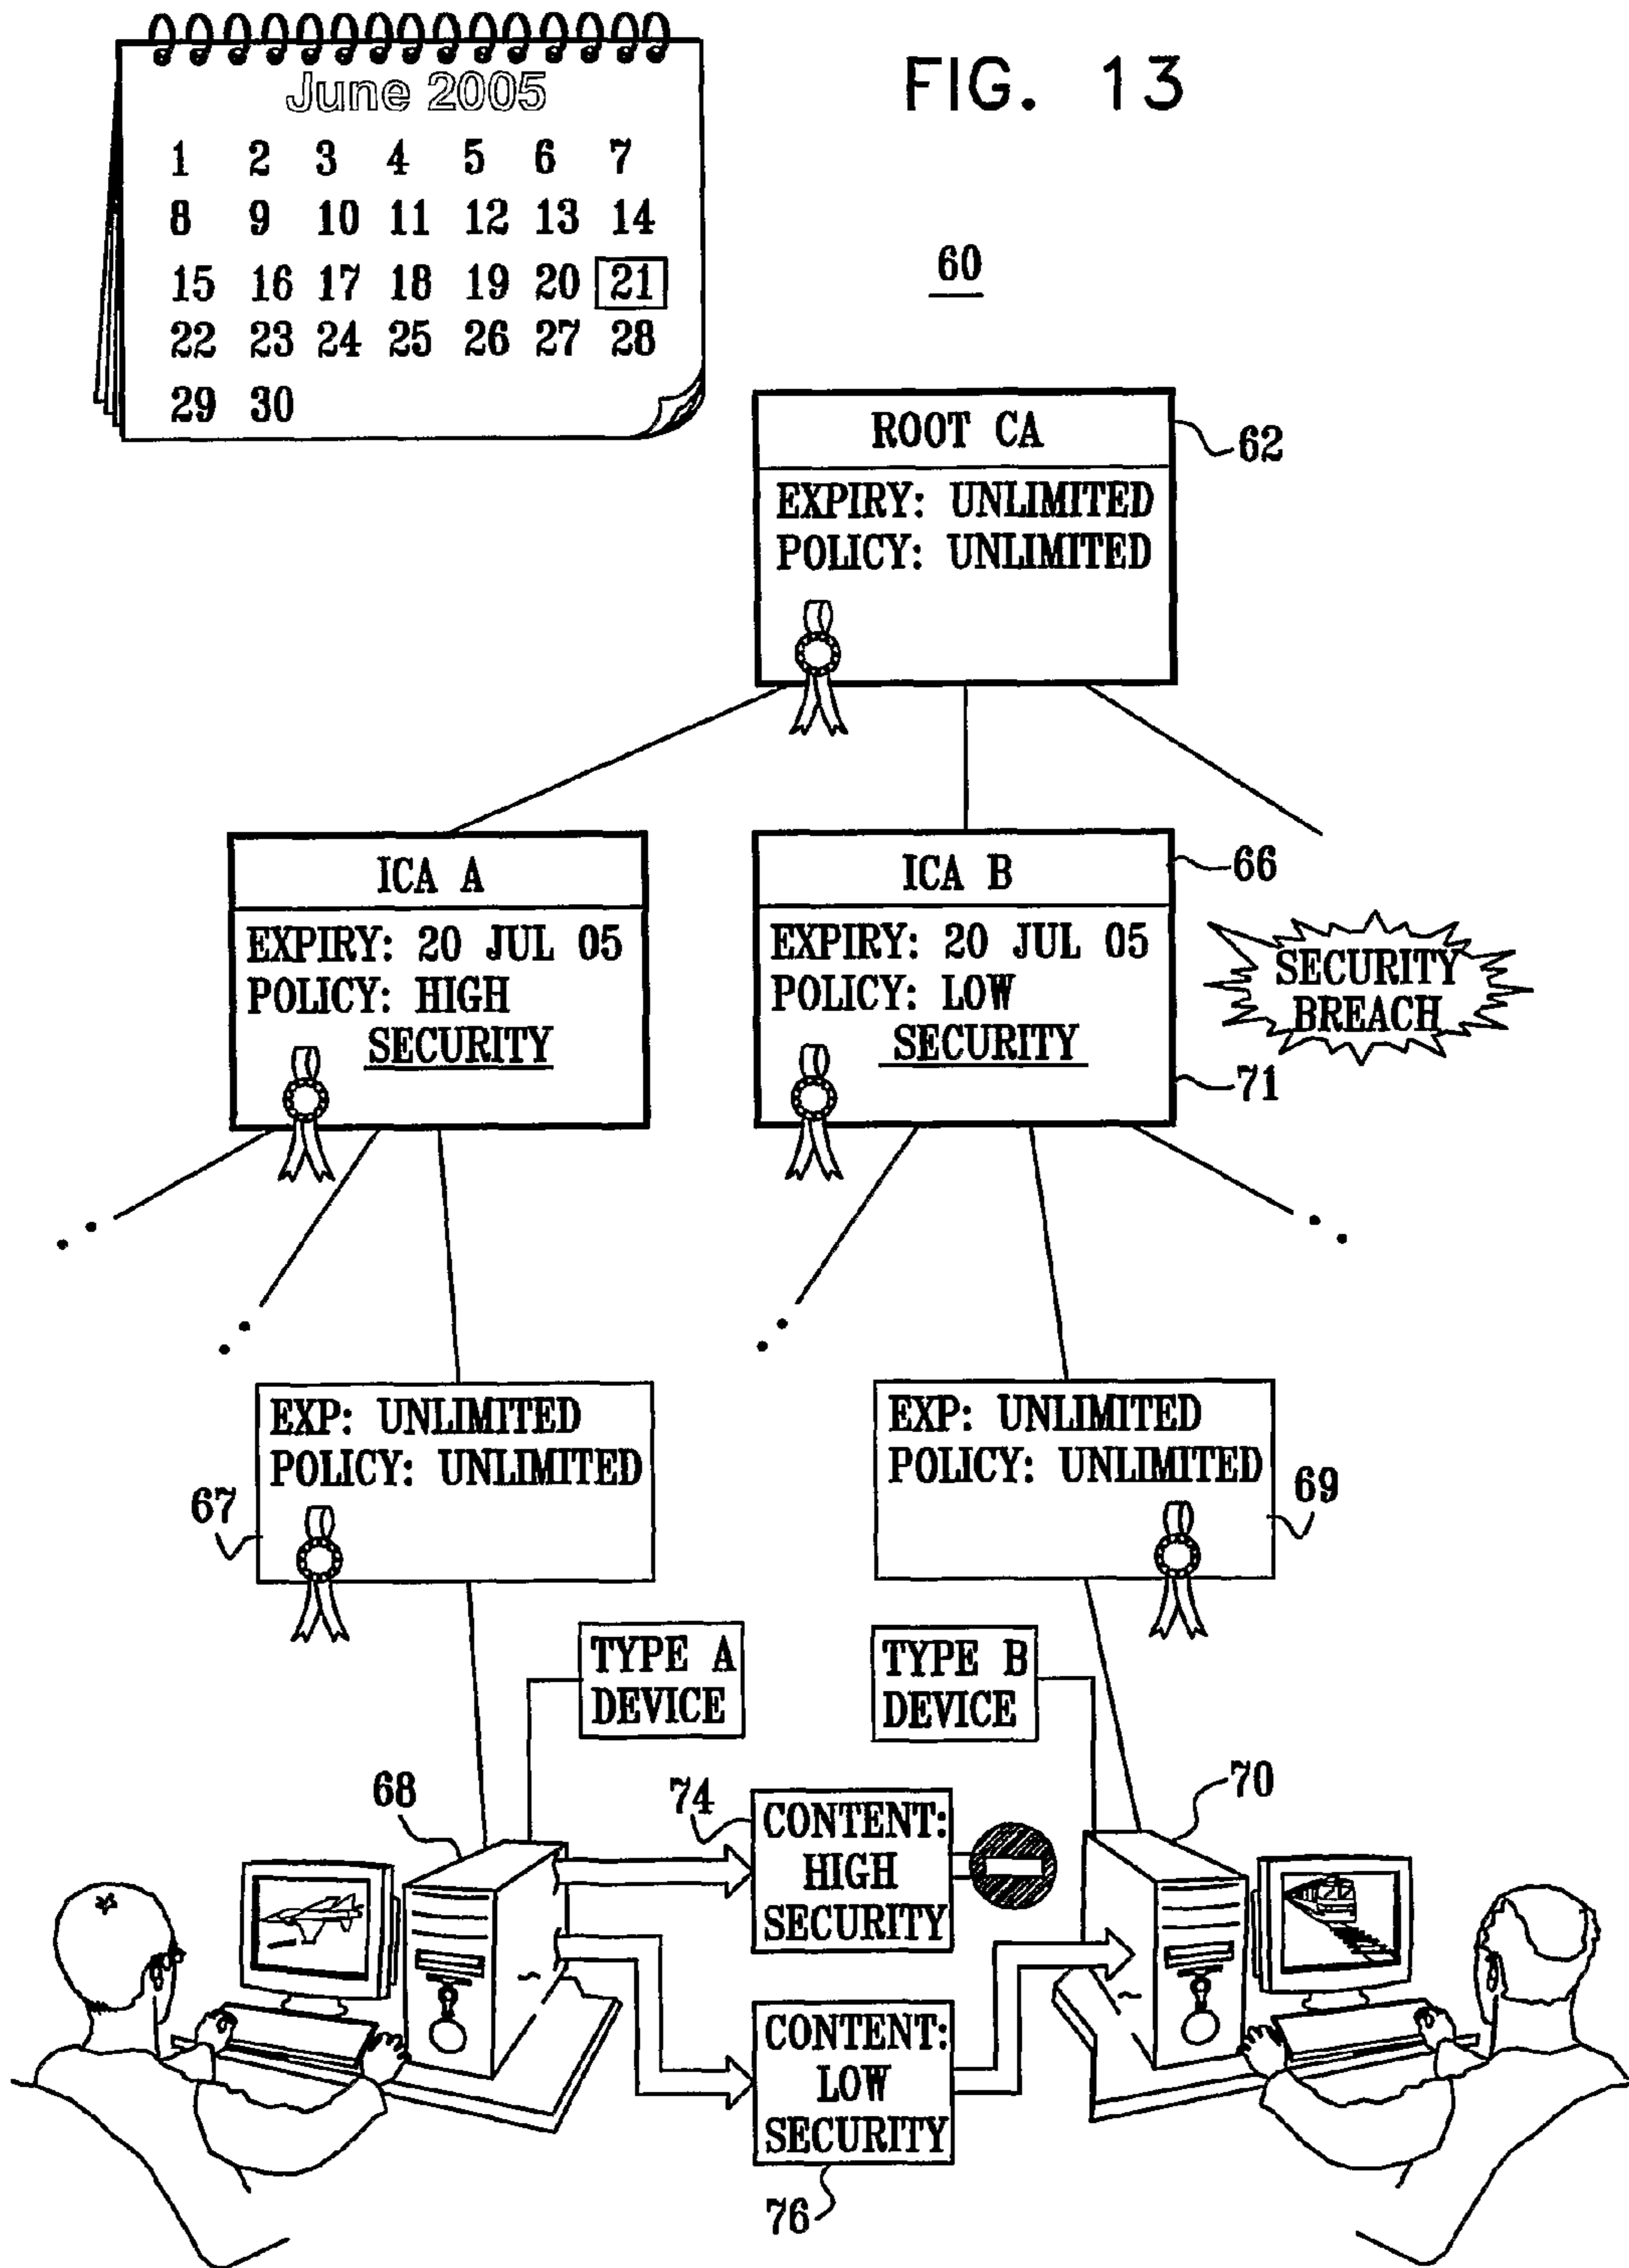 FIG. 13
June 2005
1 2 3 4 5 6 7
8 9 10 11 12 13 14
15 16 17 18 19 20 21
22 23 24 25 26 27 28
29 30
60
ROOT CA
62
EXPIRY: UNLIMITED
POLICY: UNLIMITED
ICA A
EXPIRY: 20 JUL 05
POLICY: HIGH
SECURITY
ICA B
66
EXPIRY: 20 JUL 05
POLICY: LOW
SECURITY
71
SECURITY
BREACH
EXP: UNLIMITED
POLICY: UNLIMITED
67
EXP: UNLIMITED
POLICY: UNLIMITED
69
TYPE A
DEVICE
TYPE B
DEVICE
68
74
70
CONTENT:
HIGH
SECURITY
CONTENT:
LOW
SECURITY
76